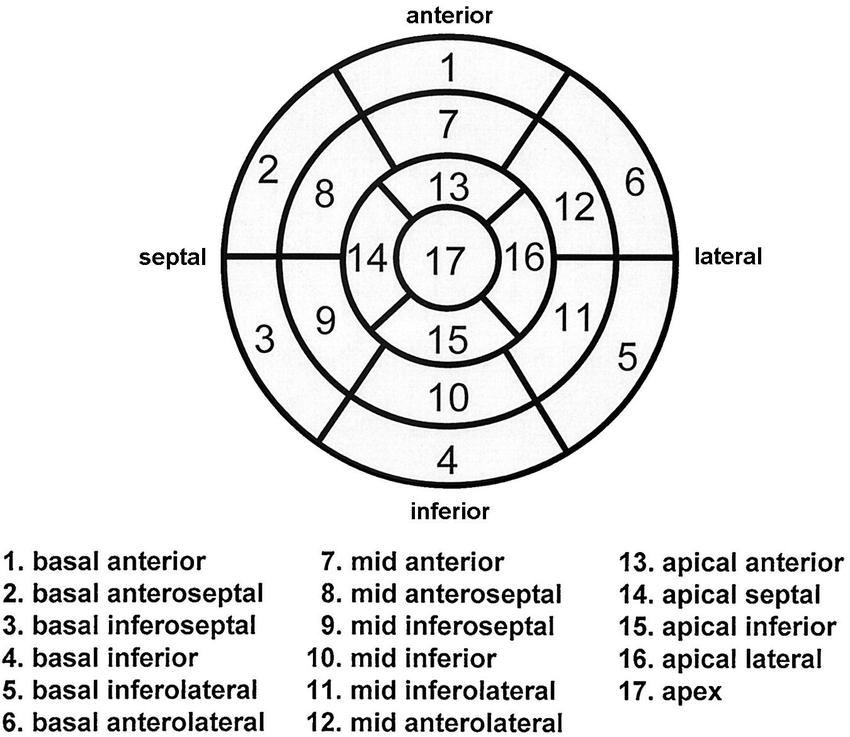 anterior
1
7
2
8
13
12
6
septal
14
17
16
lateral
3
9
15
11
5
10
4
inferior
1. basal anterior
2. basal anteroseptal
3. basal inferoseptal
4. basal inferior
5. basal inferolateral
6. basal anterolateral
7. mid anterior
8. mid anteroseptal
9. mid inferoseptal
10. mid inferior
11. mid inferolateral
12. mid anterolateral
13. apical anterior
14. apical septal
15. apical inferior
16. apical lateral
17. apex